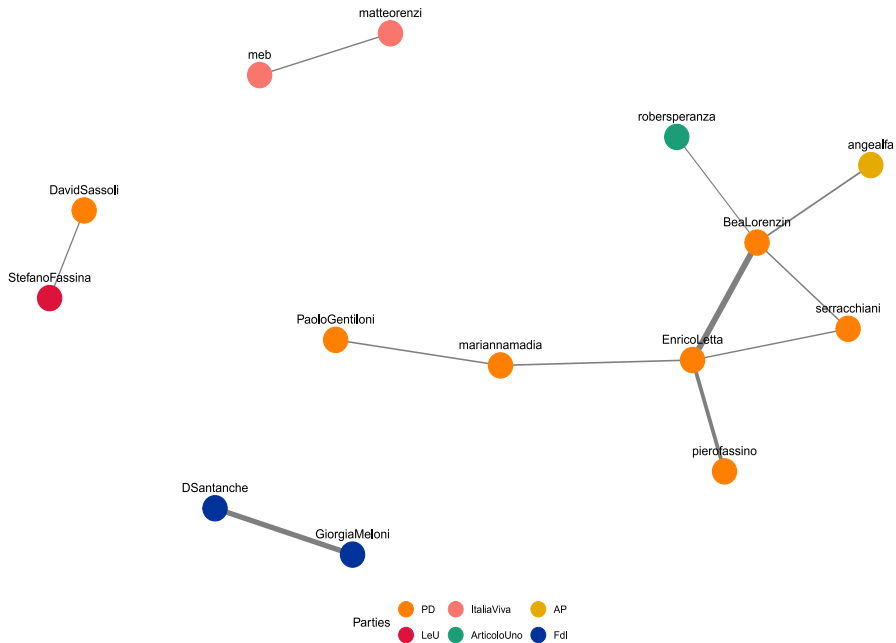 matteorenzi
meb
robersperanza
angealfa
DavidSassoli
BeaLorenzin
StefanoFassina
PaoloGentiloni
serracchiani
mariannamadia
EnricoLetta
pierofassino
DSantanche
GiorgiaMeloni
Parties
PD
ItaliaViva
AP
LeU
ArticoloUno
FdI